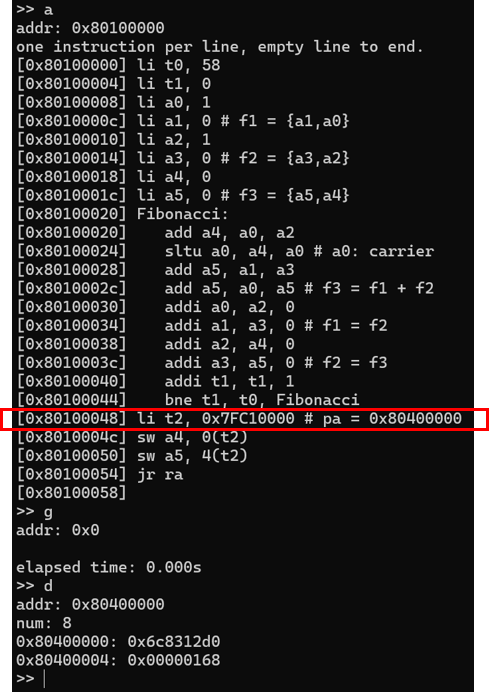 >> a
addr: 0x80100000
one instruction per line, empty line to end.
[0x80100000] li t0, 58
[0x80100004] li t1, 0
[0x80100008] li a0, 1
[0x8010000c] li a1, 0 # f1 = {a1,a0}
[0x80100010] li a2, 1
[0x80100014] li a3, 0 # f2 = {a3,a2}
[0x80100018] li a4, 0
[0x8010001c] li a5, 0 # f3 = {a5,a4}
[0x80100020] Fibonacci:
[0x80100020]     add a4, a0, a2
[0x80100024]     sltu a0, a4, a0 # a0: carrier
[0x80100028]     add a5, a1, a3
[0x8010002c]     add a5, a0, a5 # f3 = f1 + f2
[0x80100030]     addi a0, a2, 0
[0x80100034]     addi a1, a3, 0 # f1 = f2
[0x80100038]     addi a2, a4, 0
[0x8010003c]     addi a3, a5, 0 # f2 = f3
[0x80100040]     addi t1, t1, 1
[0x80100044]     bne t1, t0, Fibonacci
[0x80100048] li t2, 0x7FC10000 # pa = 0x80400000
[0x8010004c] sw a4, 0(t2)
[0x80100050] sw a5, 4(t2)
[0x80100054] jr ra
[0x80100058]
>> g
addr: 0x0
elapsed time: 0.000s
>> d
addr: 0x80400000
num: 8
0x80400000: 0x6c8312d0
0x80400004: 0x00000168
>>